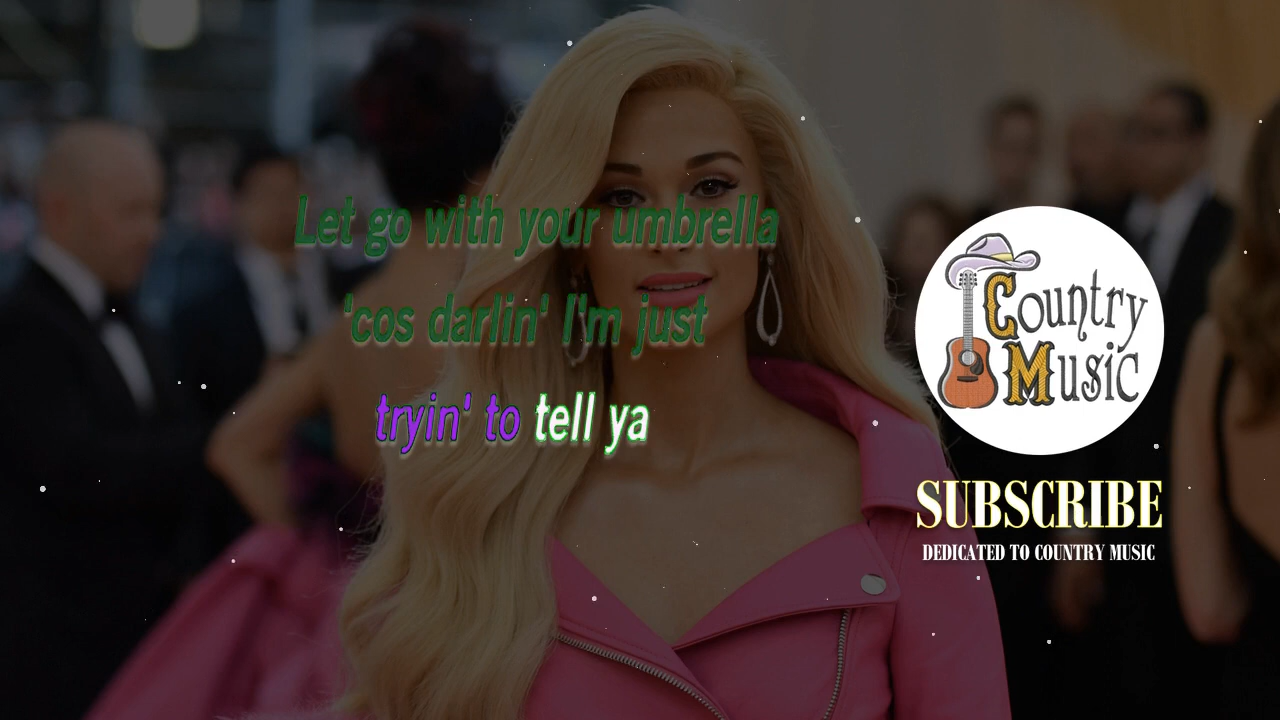 Let go with your umbrella
'cos darlin' I'm just
tryin' to tell ya
Country
Music
SUBSCRIBE
DEDICATED TO COUNTRY MUSIC